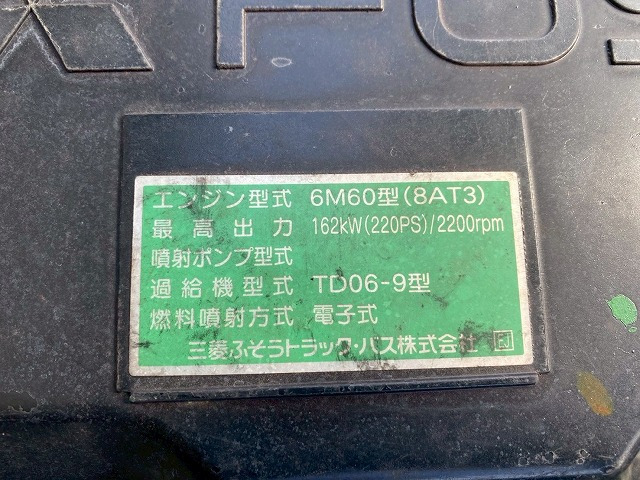 FUS
エンジン型式 6M60型(8AT3)
最高出力 162kW(220PS)/2200rpm
噴射ポンプ型式
過給機型式 TD06-9型
燃料噴射方式 電子式
三菱ふそうトラック・バス株式会社 FJ